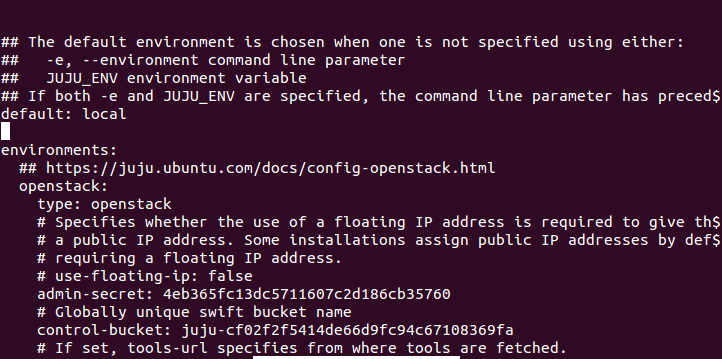 ## The default environment is chosen when one is not specified using either:
##   -e, --environment command line parameter
##   JUJU_ENV environment variable
## If both -e and JUJU_ENV are specified, the command line parameter has preced$
default: local
environments:
  ## https://juju.ubuntu.com/docs/config-openstack.html
  openstack:
    type: openstack
    # Specifies whether the use of a floating IP address is required to give th$
    # a public IP address. Some installations assign public IP addresses by def$
    # requiring a floating IP address.
    # use-floating-ip: false
    admin-secret: 4eb365fc13dc5711607c2d186cb35760
    # Globally unique swift bucket name
    control-bucket: juju-cf02f2f5414de66d9fc94c67108369fa
    # If set, tools-url specifies from where tools are fetched.